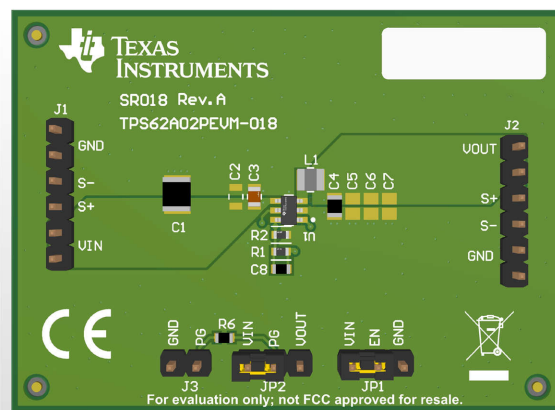 TEXAS
INSTRUMENTS
SR018 Rev.A
TPS62A02PEVM-018
J1
GND
S-
S+
VIN
C1
C2
C3
L1
C4
C5
C6
C7
R2
R1
C8
U1
J2
VOUT
S+
S-
GND
CE
GND
PG
R6
VIN
PG
VOUT
VIN
EN
GND
J3
JP2
JP1
For evaluation only; not FCC approved for resale.